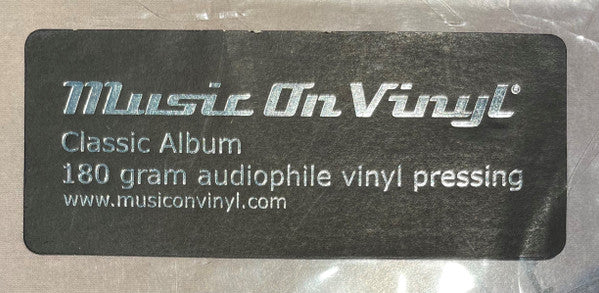 Music On Vinyl®
Classic Album
180 gram audiophile vinyl pressing
www.musiconvinyl.com